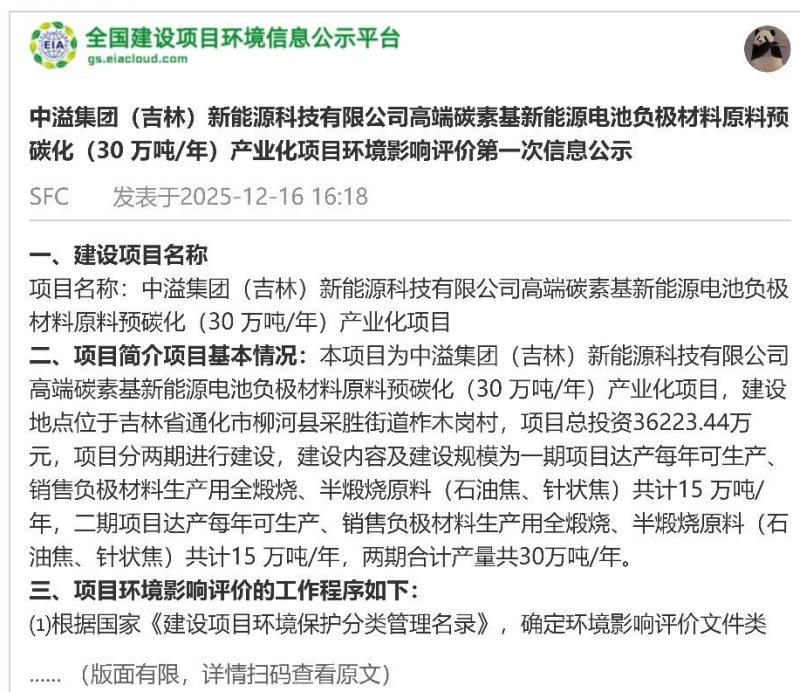 全国建设项目环境信息公示平台
EIA
gs.eiacloud.com
中溢集团（吉林）新能源科技有限公司高端碳素基新能源电池负极材料原料预
碳化（30 万吨/年）产业化项目环境影响评价第一次信息公示
SFC 发表于2025-12-16 16:18
一、建设项目名称
项目名称：中溢集团（吉林）新能源科技有限公司高端碳素基新能源电池负极
材料原料预碳化（30 万吨/年）产业化项目
二、项目简介项目基本情况：本项目为中溢集团（吉林）新能源科技有限公司
高端碳素基新能源电池负极材料原料预碳化（30 万吨/年）产业化项目，建设
地点位于吉林省通化市柳河县采胜街道柞木岗村，项目总投资36223.44万
元，项目分两期进行建设，建设内容及建设规模为一期项目达产每年可生产、
销售负极材料生产用全煅烧、半煅烧原料（石油焦、针状焦）共计15 万吨/
年，二期项目达产每年可生产、销售负极材料生产用全煅烧、半煅烧原料（石
油焦、针状焦）共计15 万吨/年，两期合计产量共30万吨/年。
三、项目环境影响评价的工作程序如下：
⑴根据国家《建设项目环境保护分类管理名录》，确定环境影响评价文件类
......（版面有限，详情扫码查看原文）